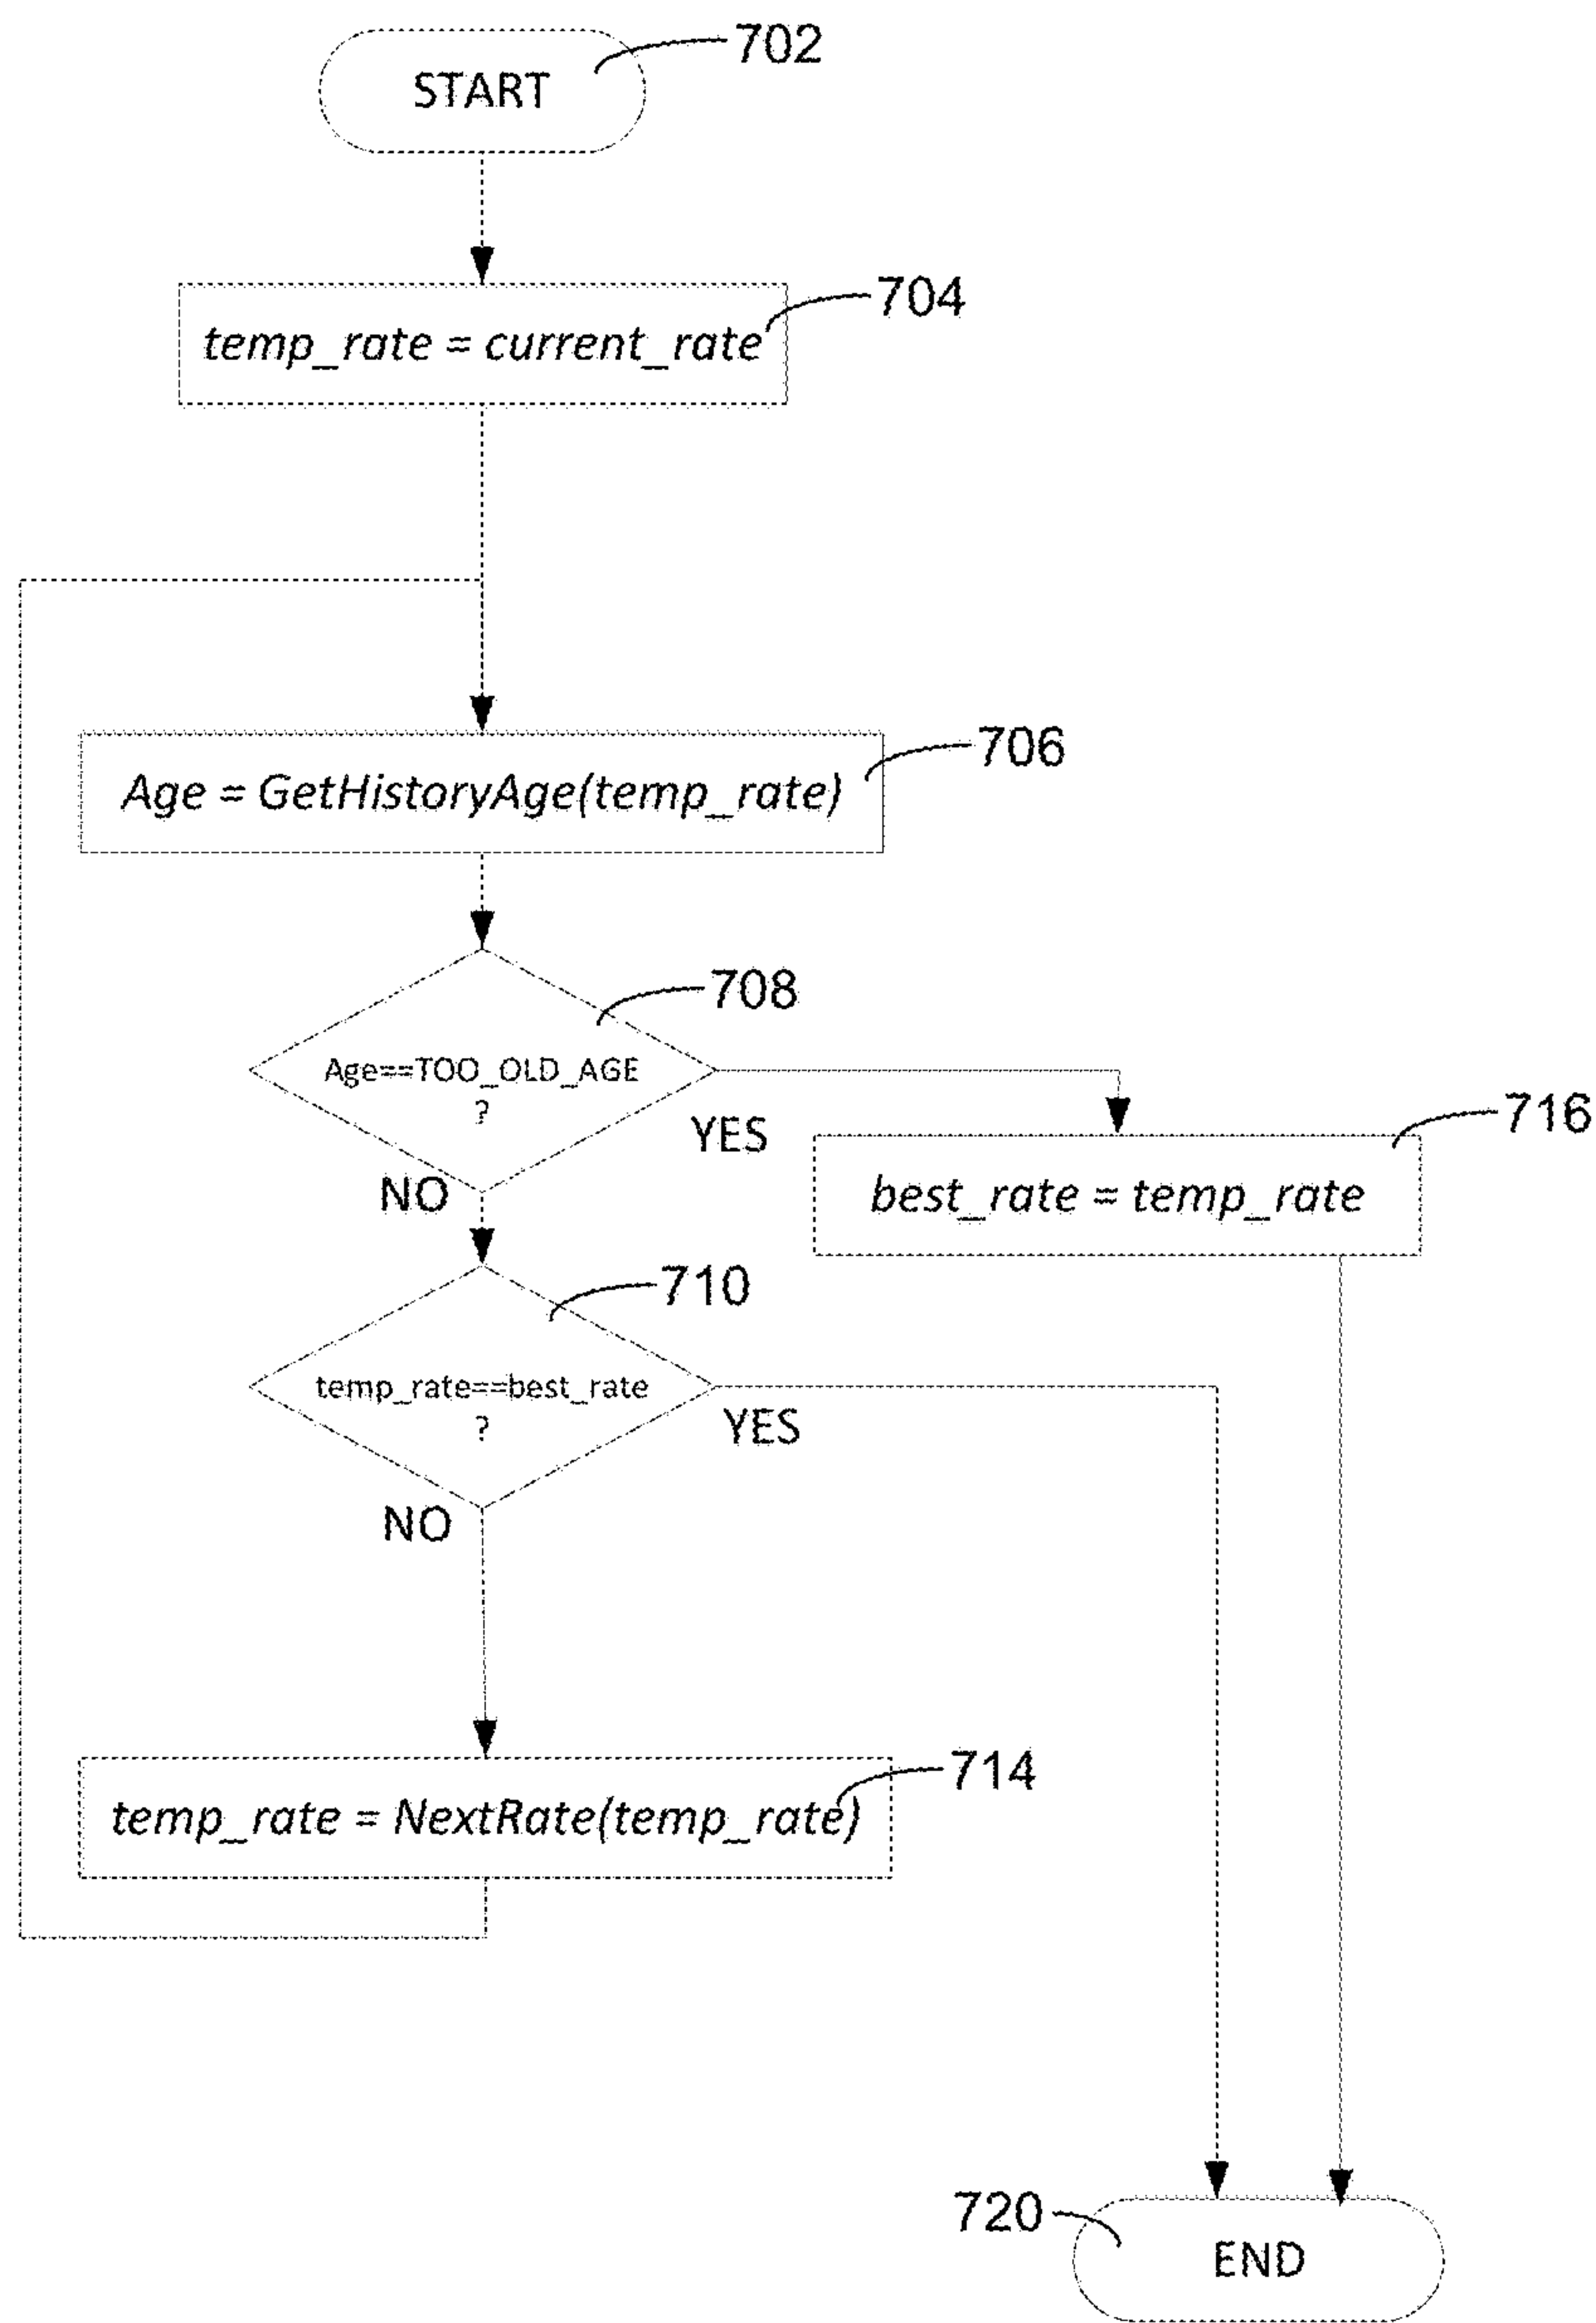 START
702
temp_rate = current_rate
704
Age = GetHistoryAge(temp_rate)
706
708
Age==TOO_OLD_AGE
?
YES
NO
716
best_rate = temp_rate
710
temp_rate==best_rate
?
YES
NO
714
temp_rate = NextRate(temp_rate)
720
END